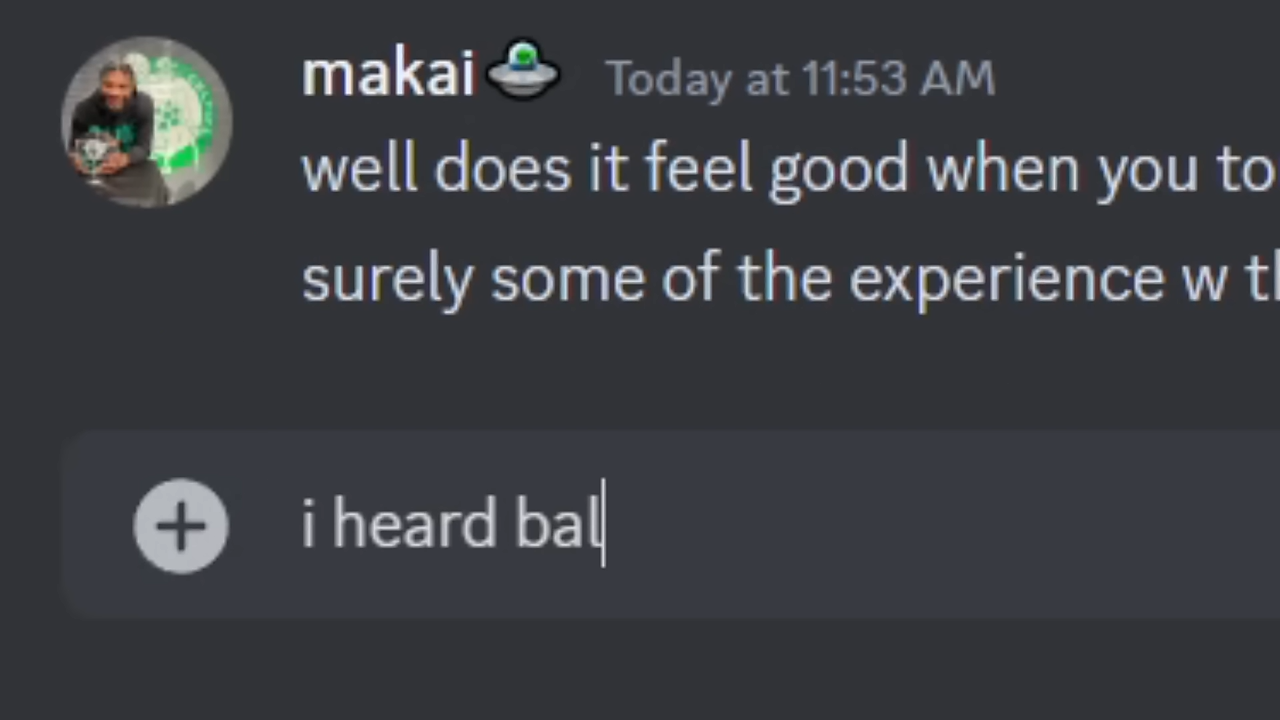 makai🛸 Today at 11:53 AM
well does it feel good when you to
surely some of the experience w th
i heard bal